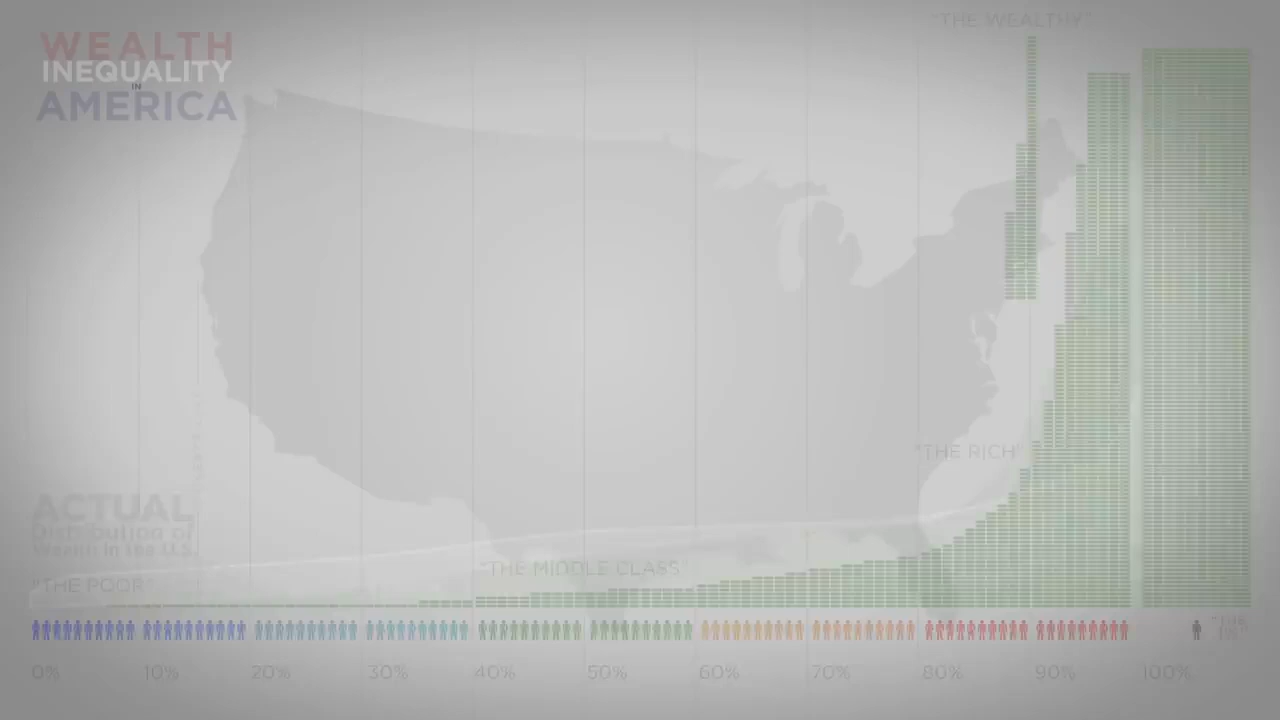 "THE WEALTHY"
WEALTH
INEQUALITY
IN
AMERICA
"THE RICH"
ACTUAL
Distribution of
Wealth in the U.S.
"THE MIDDLE CLASS"
"THE POOR"
0% 10% 20% 30% 40% 50% 60% 70% 80% 90% 100%